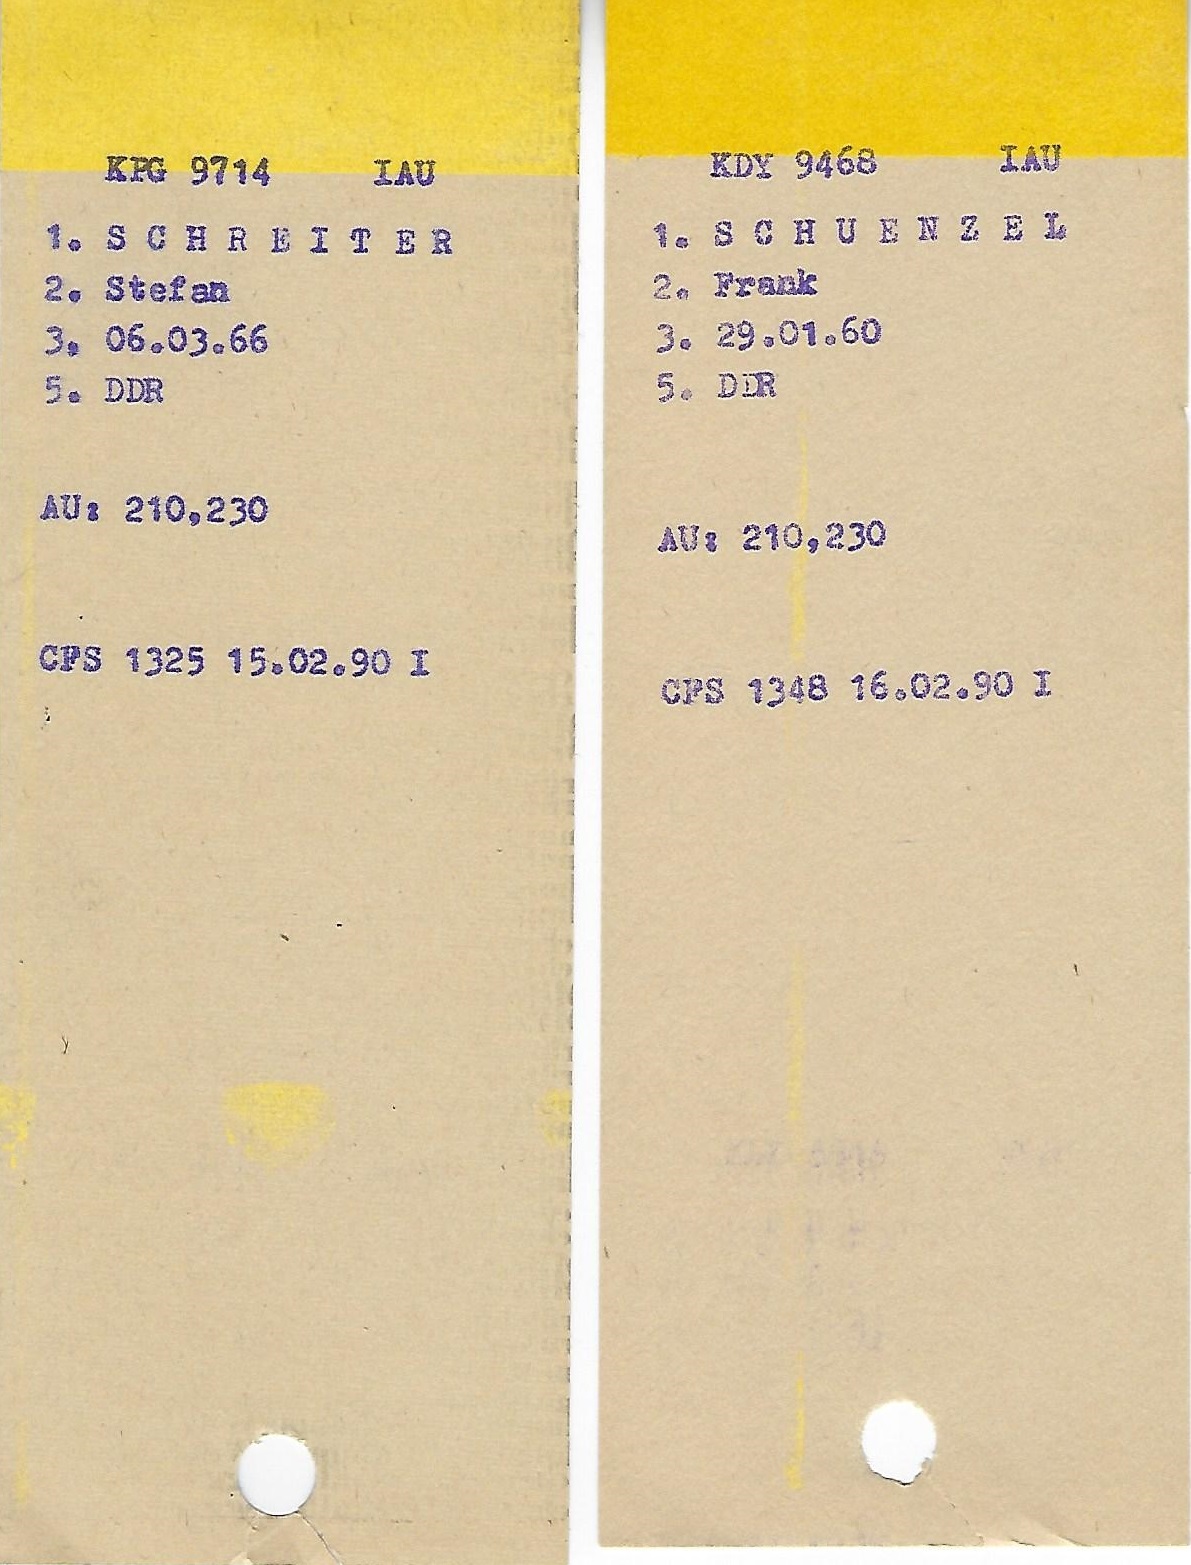 KPG 9714 IAU
1. S C H R E I T E R
2. Stefan
3. 06.03.66
5. DDR
AU: 210,230
CFS 1325 15.02.90 I
KDY 9468 IAU
1. S C H U E N Z E L
2. Frank
3. 29.01.60
5. DDR
AU: 210,230
CFS 1348 16.02.90 I